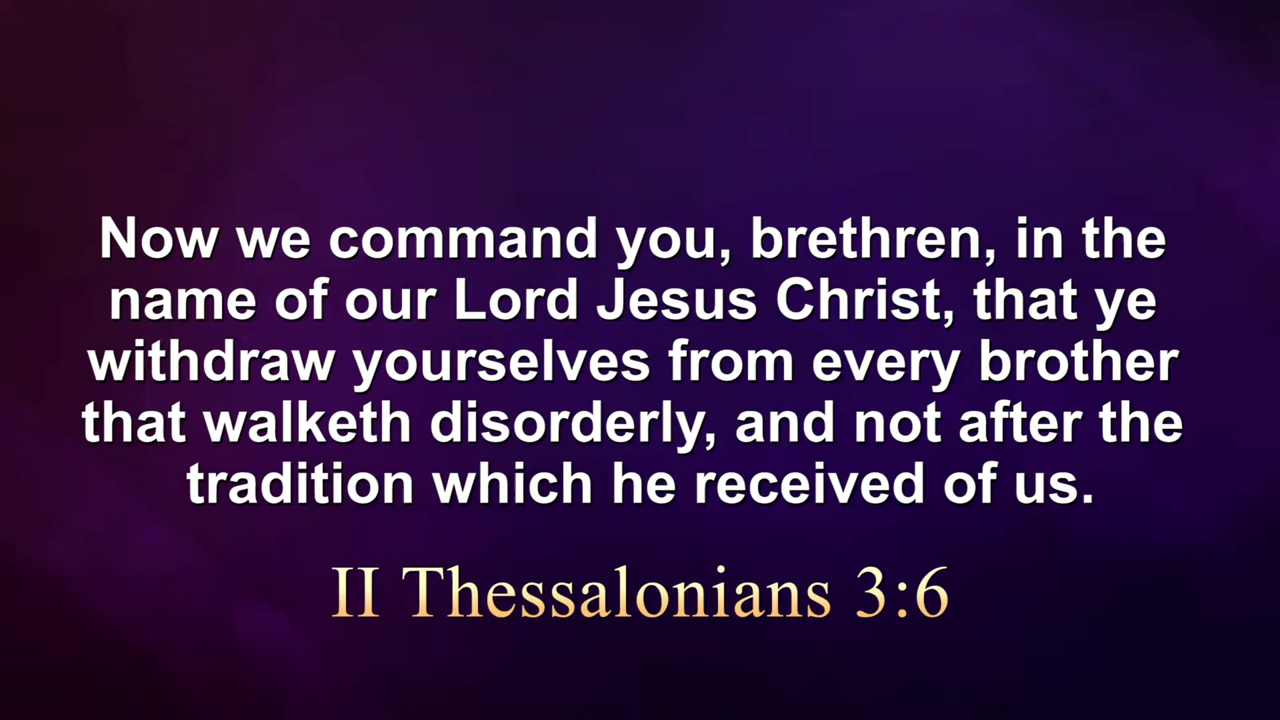 Now we command you, brethren, in the
name of our Lord Jesus Christ, that ye
withdraw yourselves from every brother
that walketh disorderly, and not after the
tradition which he received of us.
II Thessalonians 3:6